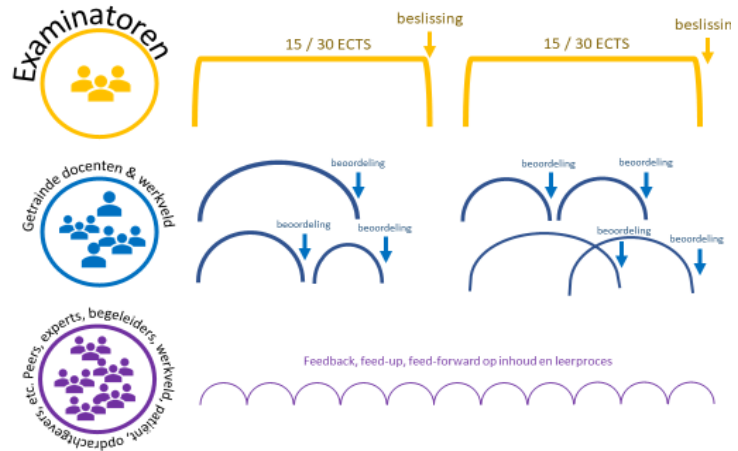 Examinatoren
beslissing
15 / 30 ECTS
beslissin
15 / 30 ECTS
Getrainde docenten & werkveld
beoordeling
beoordeling
beoordeling
beoordeling
beoordeling
beoordeling
beoordeling
Peers, experts, begeleiders, werkveld, patiënt, opdrachtgevers, etc.
Feedback, feed-up, feed-forward op inhoud en leerproces